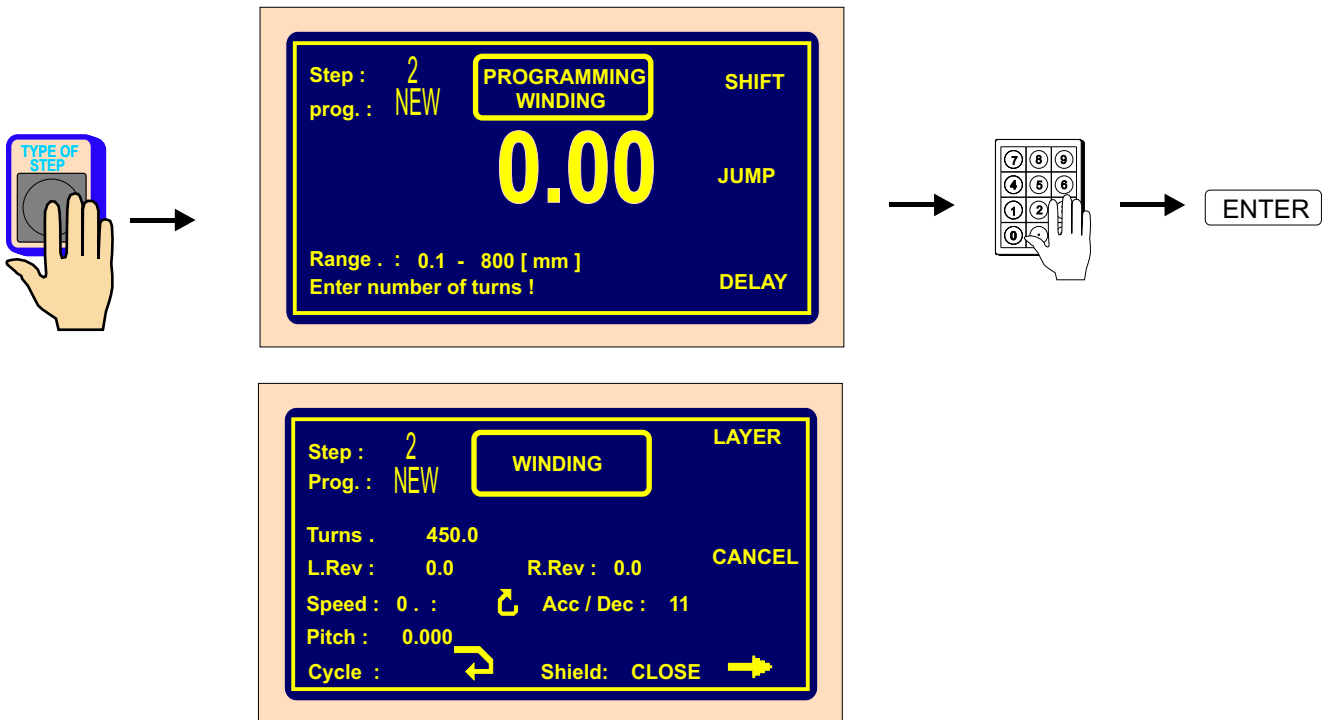 TYPE OF
STEP
Step : 2
prog. : NEW
PROGRAMMING
WINDING
SHIFT
0.00
JUMP
Range . : 0.1 - 800 [ mm ]
Enter number of turns !
DELAY
7 8 9
4 5 6
1 2
0 .
ENTER
Step : 2
Prog. : NEW
WINDING
LAYER
Turns . 450.0
CANCEL
L.Rev : 0.0 R.Rev : 0.0
Speed : 0 . : Acc / Dec : 11
Pitch : 0.000
Cycle : Shield: CLOSE